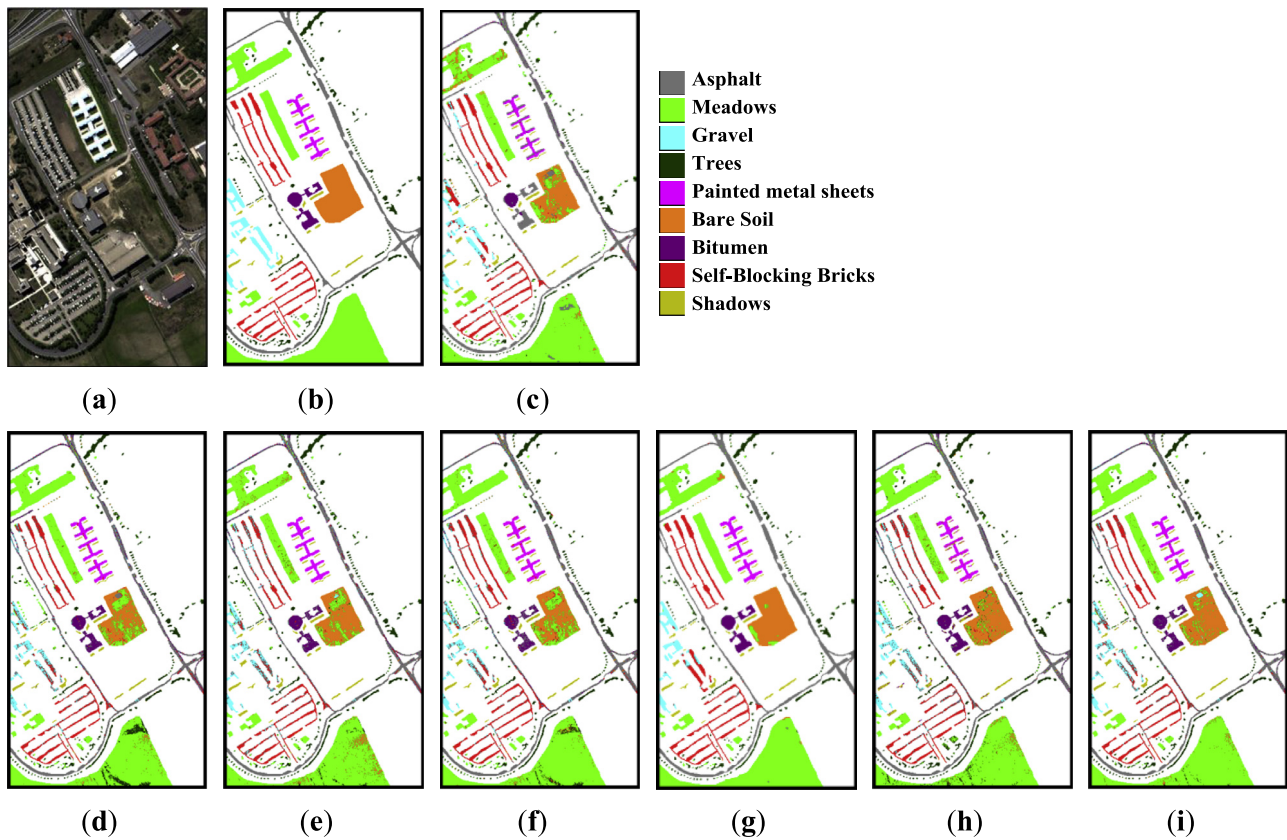 Asphalt
Meadows
Gravel
Trees
Painted metal sheets
Bare Soil
Bitumen
Self-Blocking Bricks
Shadows
(a) (b) (c)
(d) (e) (f) (g) (h) (i)